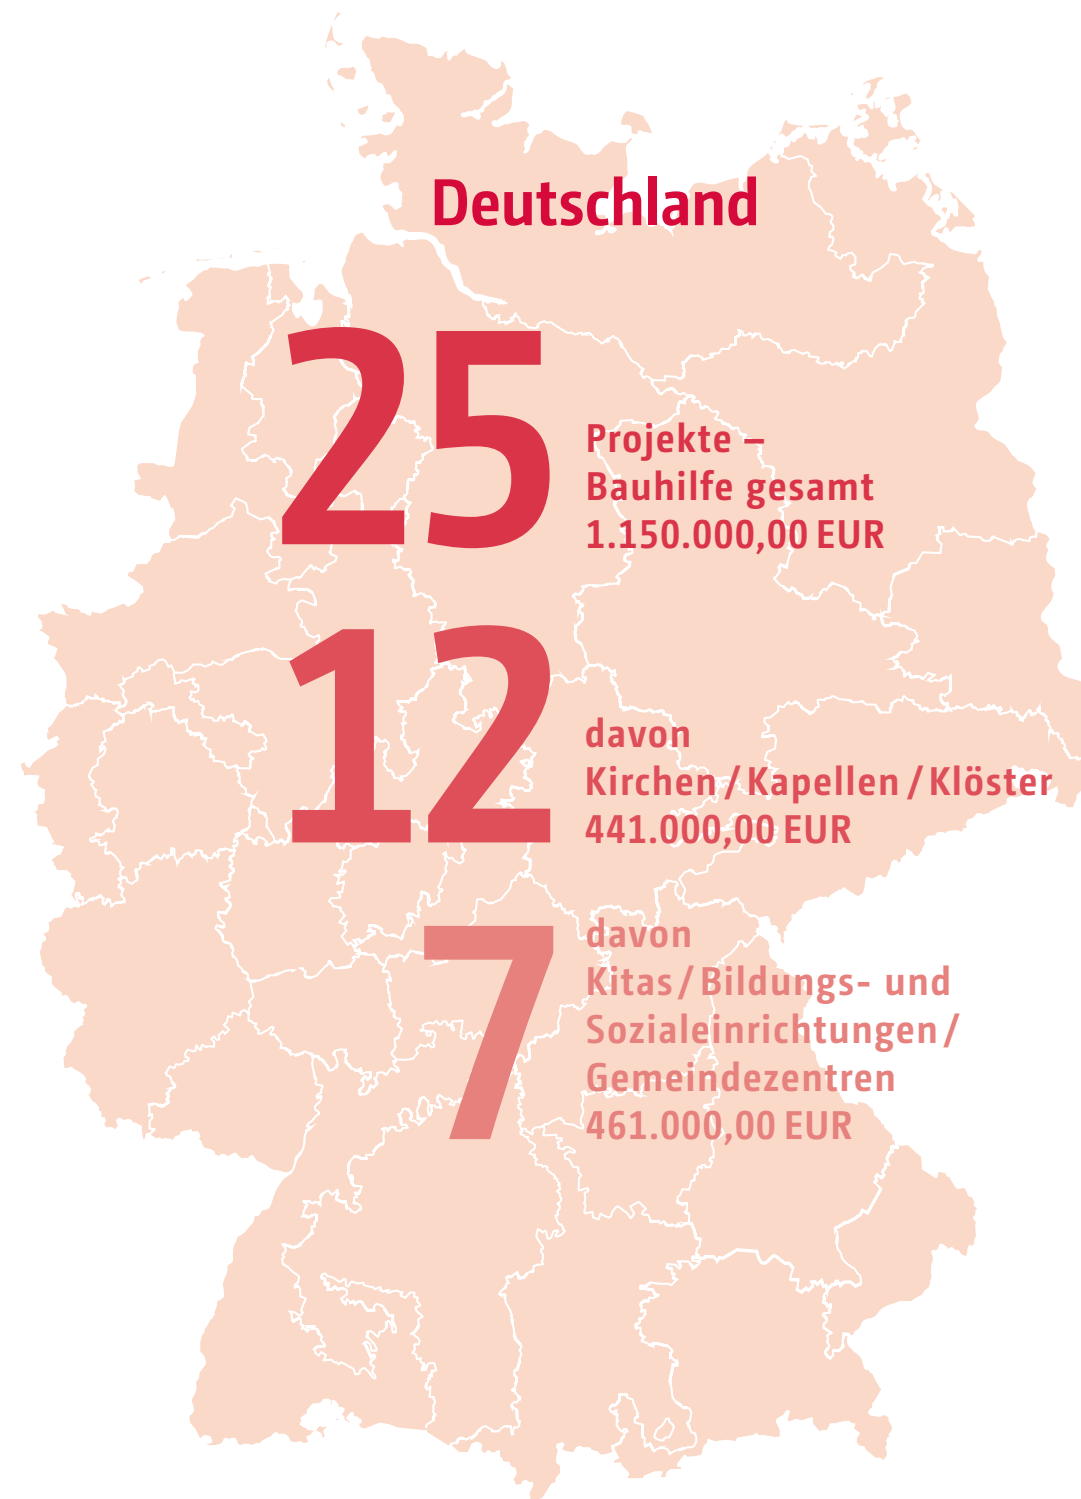 Deutschland
25
Projekte –
Bauhilfe gesamt
1.150.000,00 EUR
12
davon
Kirchen / Kapellen / Klöster
441.000,00 EUR
7
davon
Kitas / Bildungs- und
Sozialeinrichtungen /
Gemeindezentren
461.000,00 EUR